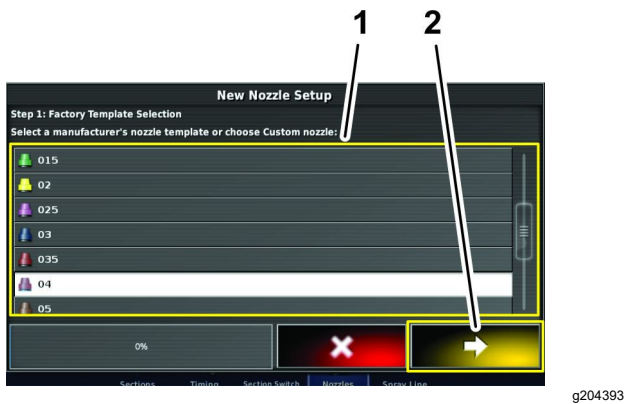 1 2
New Nozzle Setup
Step 1: Factory Template Selection
Select a manufacturer's nozzle template or choose Custom nozzle:
015
02
025
03
035
04
05
0%
Sections Timing Section Switch Nozzles Spray Line
g204393